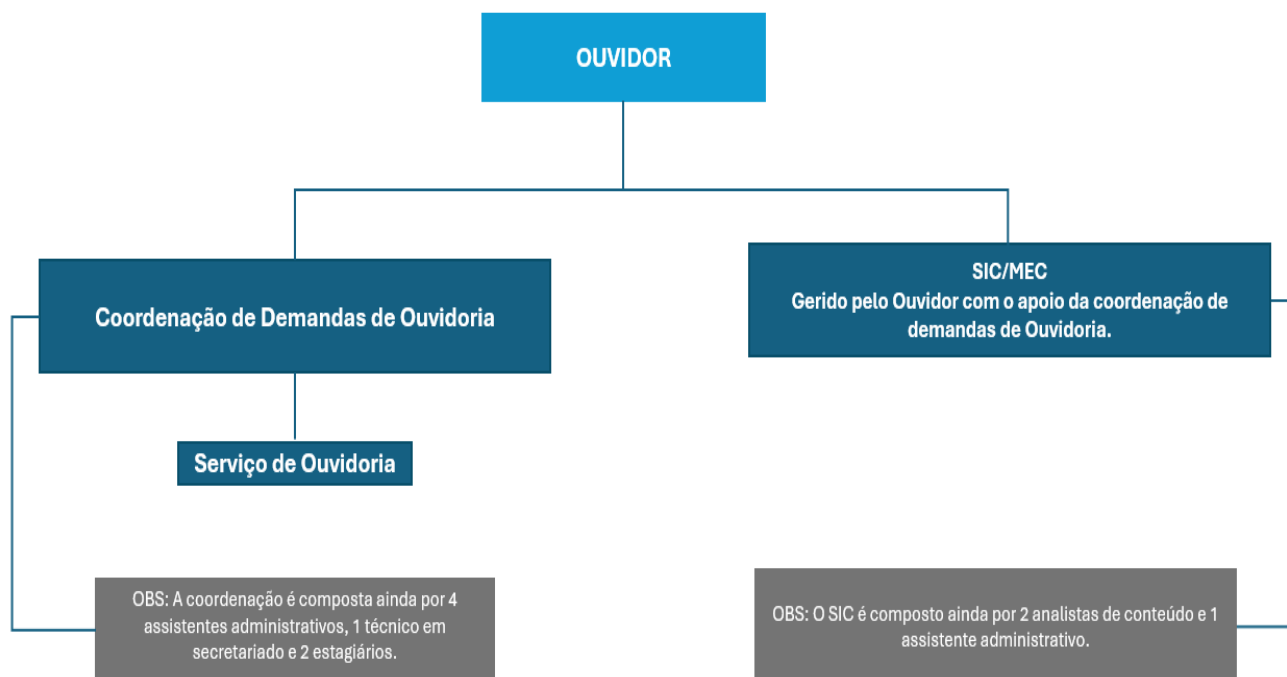 OUVIDOR
Coordenação de Demandas de Ouvidoria
SIC/MEC
Gerido pelo Ouvidor com o apoio da coordenação de
demandas de Ouvidoria.
Serviço de Ouvidoria
OBS: A coordenação é composta ainda por 4
assistentes administrativos, 1 técnico em
secretariado e 2 estagiários.
OBS: O SIC é composto ainda por 2 analistas de conteúdo e 1
assistente administrativo.